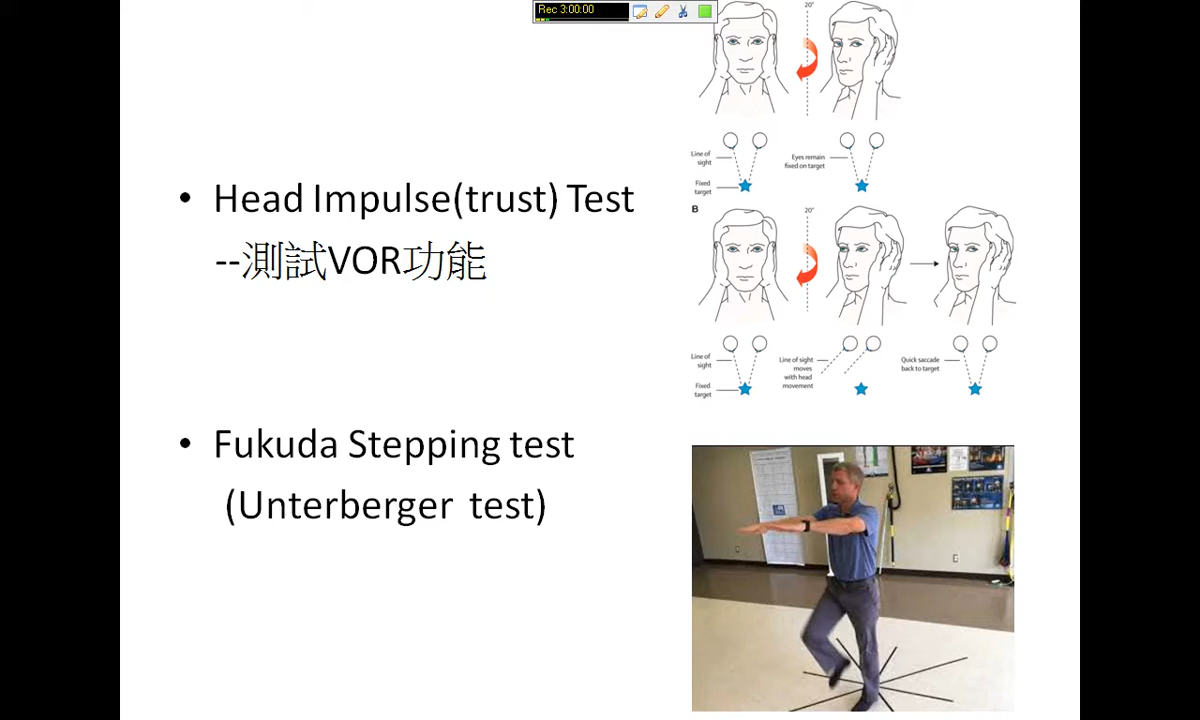 Rec 3:00:00
20°
Line of
sight
Eyes remain
fixed on target
Fixed
target
• Head Impulse(trust) Test
--測試VOR功能
B
20°
Line of
sight
Line of sight
moves
with head
movement
Quick saccade
back to target
Fixed
target
• Fukuda Stepping test
(Unterberger test)